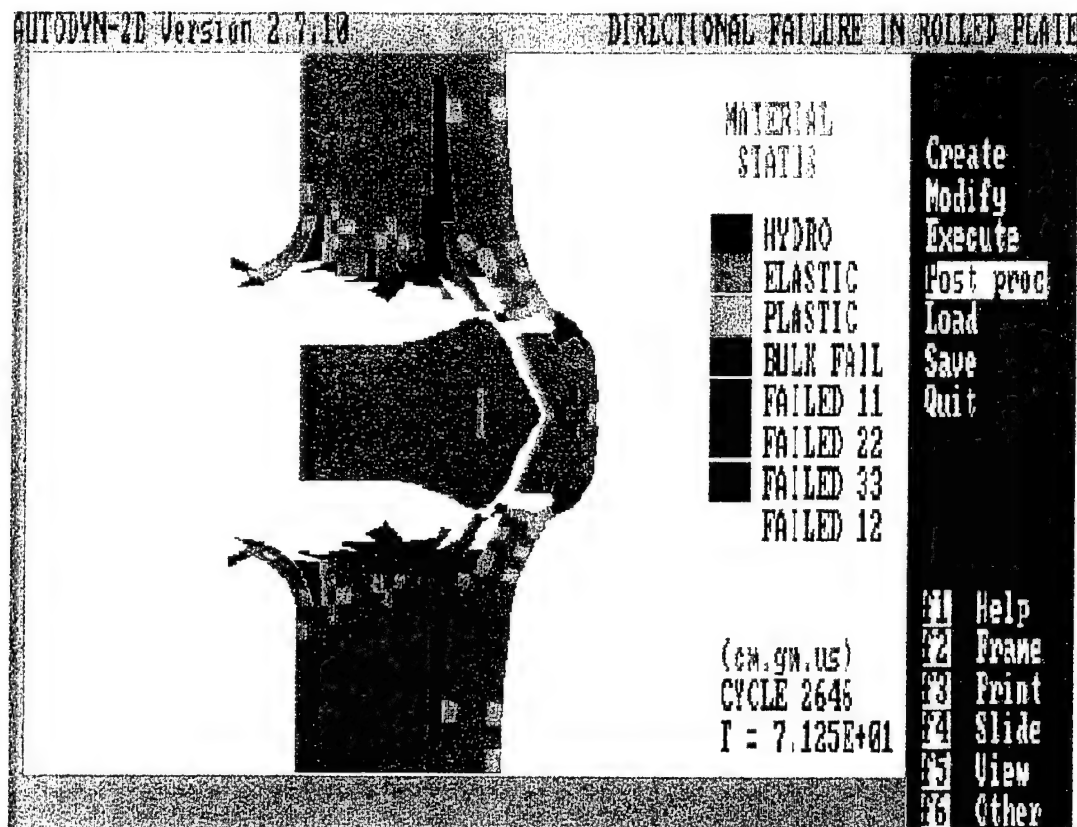 AUTODYN-2D Version 2.7.10
DIRECTIONAL FAILURE IN ROLLED PLATE
MATERIAL
STATUS
HYDRO
ELASTIC
PLASTIC
BULK FAIL
FAILED 11
FAILED 22
FAILED 33
FAILED 12
(cm.gm.us)
CYCLE 2646
T = 7.125E+01
Create
Modify
Execute
Post proc
Load
Save
Quit
f1 Help
f2 Frame
f3 Print
f4 Slide
f5 View
f6 Other